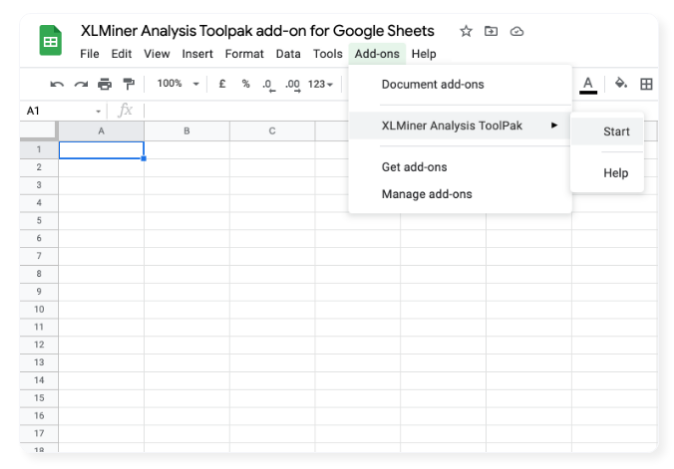 XLMiner Analysis Toolpak add-on for Google Sheets
File Edit View Insert Format Data Tools Add-ons Help
100% £ % .0 .00 123 A
A1 fx
Document add-ons
XLMiner Analysis ToolPak
Start
Help
Get add-ons
Manage add-ons
A B C
1
2
3
4
5
6
7
8
9
10
11
12
13
14
15
16
17
18